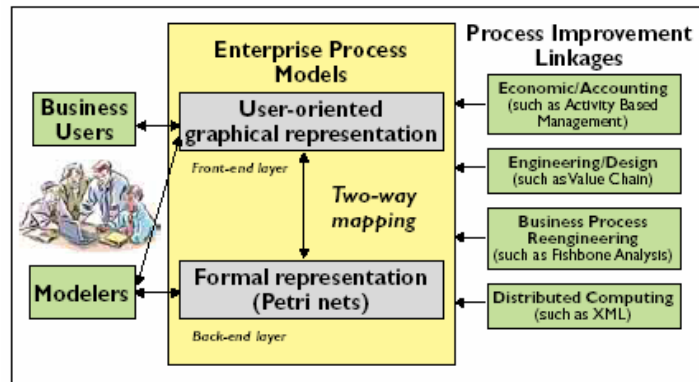 Enterprise Process
Models
Process Improvement
Linkages
Business
Users
User-oriented
graphical representation
Front-end layer
Two-way
mapping
Modelers
Formal representation
(Petri nets)
Back-end layer
Economic/Accounting
(such as Activity Based
Management)
Engineering/Design
(such as Value Chain)
Business Process
Reengineering
(such as Fishbone Analysis)
Distributed Computing
(such as XML)